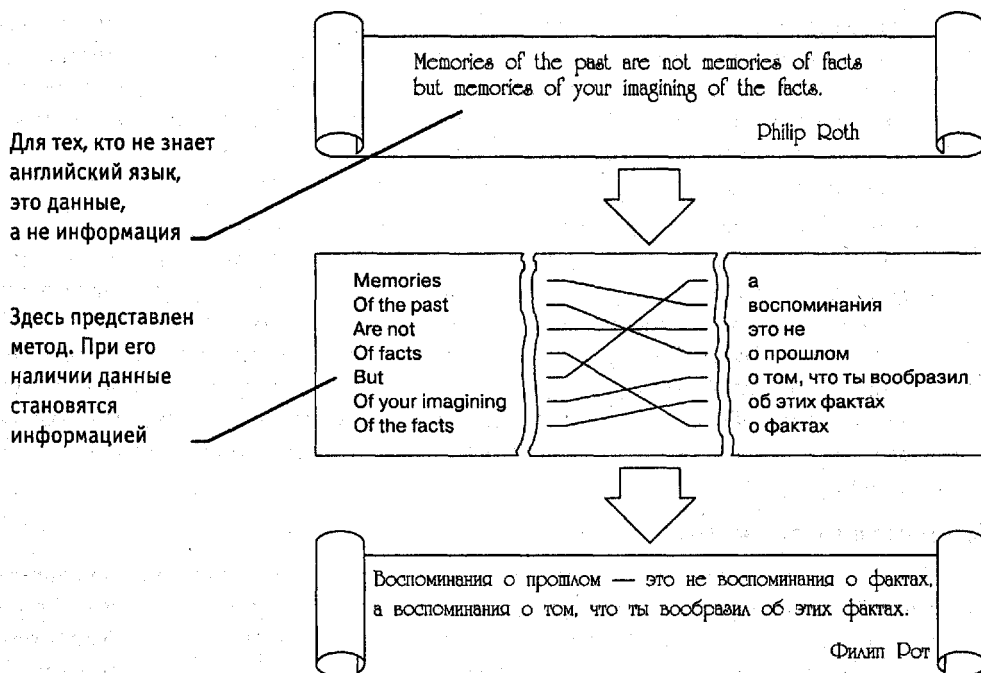 Memories of the past are not memories of facts
but memories of your imagining of the facts.
Philip Roth
Для тех, кто не знает
английский язык,
это данные,
а не информация
Memories
Of the past
Are not
Of facts
But
Of your imagining
Of the facts
а
воспоминания
это не
о прошлом
о том, что ты вообразил
об этих фактах
о фактах
Здесь представлен
метод. При его
наличии данные
становятся
информацией
Воспоминания о прошлом — это не воспоминания о фактах,
а воспоминания о том, что ты вообразил об этих фактах.
Филип Рот